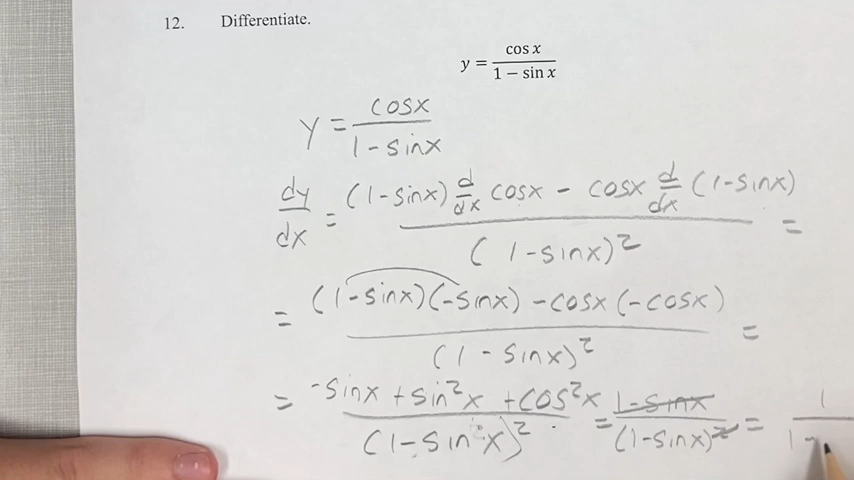 12. Differentiate.
y = cos x / (1 − sin x)
y = cosx / (1-sinx)
dy/dx = ((1-sinx) d/dx cosx - cosx d/dx (1-sinx)) / (1-sinx)² =
= ((1-sinx)(-sinx) - cosx(-cosx)) / (1-sinx)² =
= (-sinx + sin²x + cos²x) / (1-sin x)² = (1-sinx) / (1-sinx)² = 1 / (1-